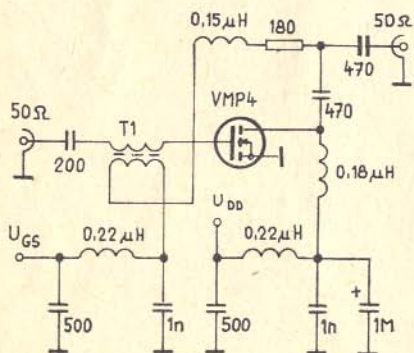 0,15µH
180
50Ω
470
VMP4
470
50Ω
T1
200
0,18µH
U_DD
U_GS
0,22µH
0,22µH
500
1n
500
1n
+
1M